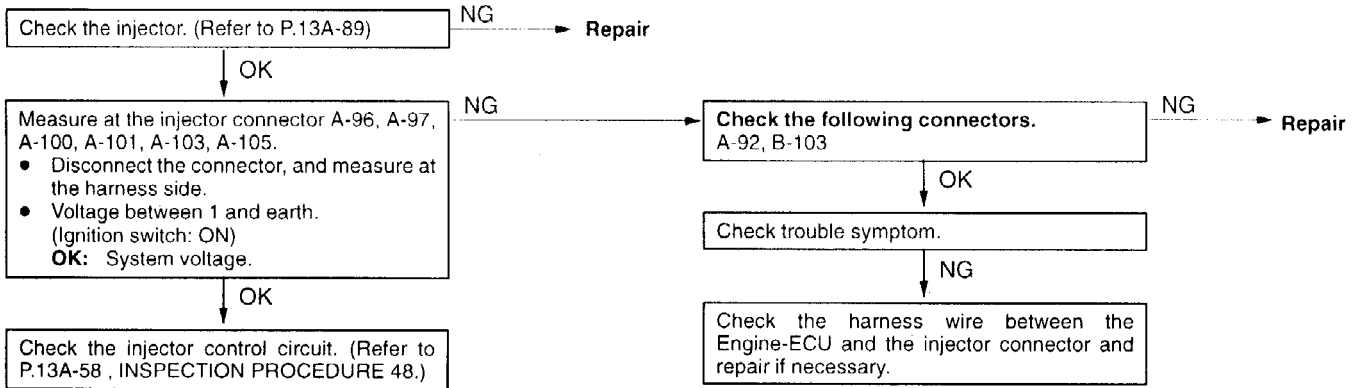 Check the injector. (Refer to P.13A-89)
NG
Repair
OK
Measure at the injector connector A-96, A-97,
A-100, A-101, A-103, A-105.
● Disconnect the connector, and measure at
the harness side.
● Voltage between 1 and earth.
(Ignition switch: ON)
OK: System voltage.
NG
Check the following connectors.
A-92, B-103
NG
Repair
OK
Check trouble symptom.
NG
Check the harness wire between the
Engine-ECU and the injector connector and
repair if necessary.
OK
Check the injector control circuit. (Refer to
P.13A-58 , INSPECTION PROCEDURE 48.)